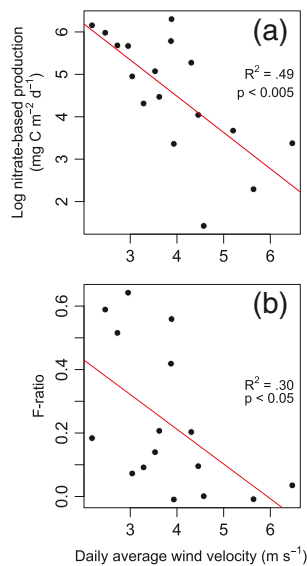 (a)
R² = .49
p < 0.005
Log nitrate-based production
(mg C m⁻² d⁻¹)
6
5
4
3
2
3 4 5 6
(b)
R² = .30
p < 0.05
F-ratio
0.6
0.4
0.2
0.0
3 4 5 6
Daily average wind velocity (m s⁻¹)